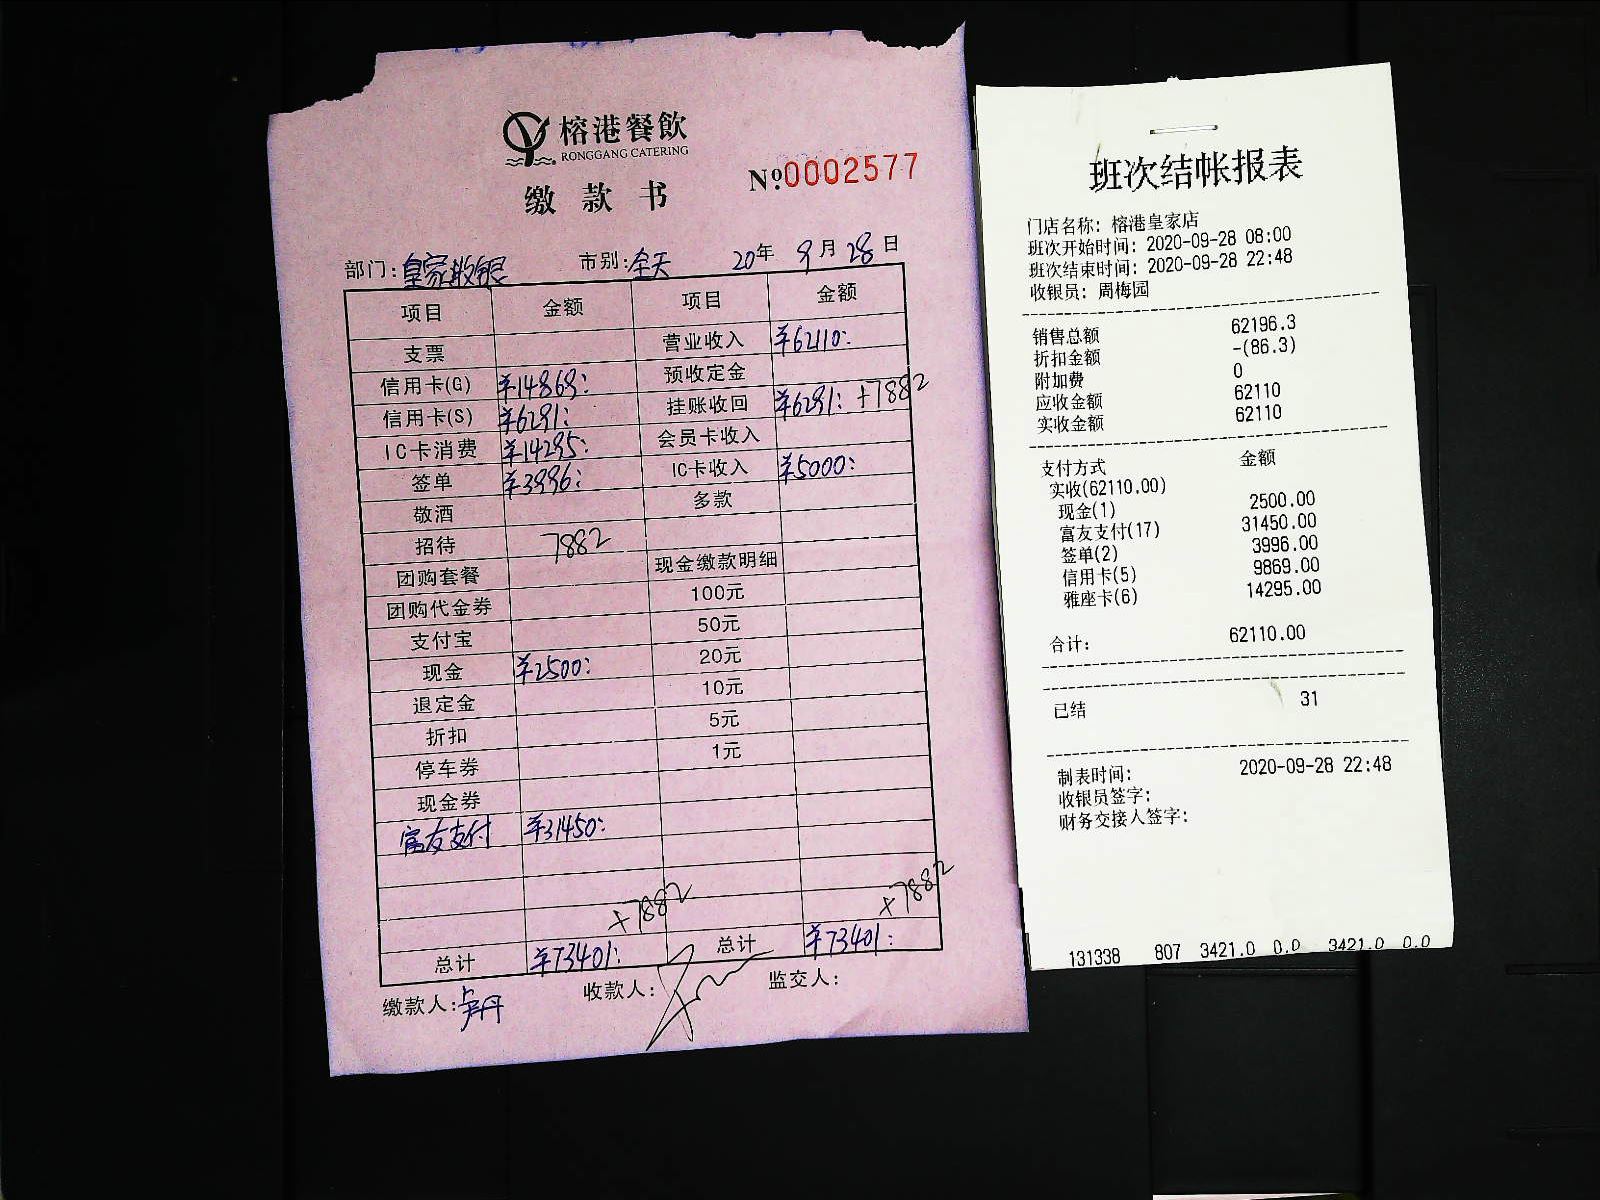 榕港餐飲
RONGGANG CATERING
缴款书
№0002577
部门:皇家收银 市别:全天 20年9月28日
项目 金额 项目 金额
支票 营业收入 ¥62110:
信用卡(G) ¥14869: 预收定金
信用卡(S) ¥6291: 挂账收回 ¥6291: +7882
IC卡消费 ¥14295: 会员卡收入
签单 ¥3996: IC卡收入 ¥5000:
敬酒 多款
招待 7882
团购套餐 现金缴款明细
团购代金券 100元
支付宝 50元
现金 ¥2500: 20元
退定金 10元
折扣 5元
停车券 1元
现金券
富友支付 ¥31450:
+7882 +7882
总计 ¥73401: 总计 ¥73401:
缴款人:卢丹 收款人: 监交人:
班次结帐报表
门店名称: 榕港皇家店
班次开始时间: 2020-09-28 08:00
班次结束时间: 2020-09-28 22:48
收银员: 周梅园
销售总额 62196.3
折扣金额 -(86.3)
附加费 0
应收金额 62110
实收金额 62110
支付方式 金额
实收(62110.00)
现金(1) 2500.00
富友支付(17) 31450.00
签单(2) 3996.00
信用卡(5) 9869.00
雅座卡(6) 14295.00
合计: 62110.00
已结 31
制表时间: 2020-09-28 22:48
收银员签字:
财务交接人签字:
131338 807 3421.0 0.0 3421.0 0.0